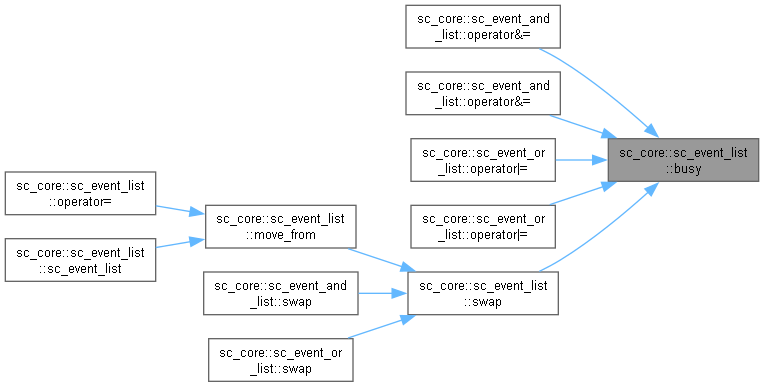 sc_core::sc_event_and
_list::operator&=
sc_core::sc_event_and
_list::operator&=
sc_core::sc_event_or
_list::operator|=
sc_core::sc_event_list
::busy
sc_core::sc_event_list
::operator=
sc_core::sc_event_list
::move_from
sc_core::sc_event_or
_list::operator|=
sc_core::sc_event_list
::sc_event_list
sc_core::sc_event_and
_list::swap
sc_core::sc_event_list
::swap
sc_core::sc_event_or
_list::swap